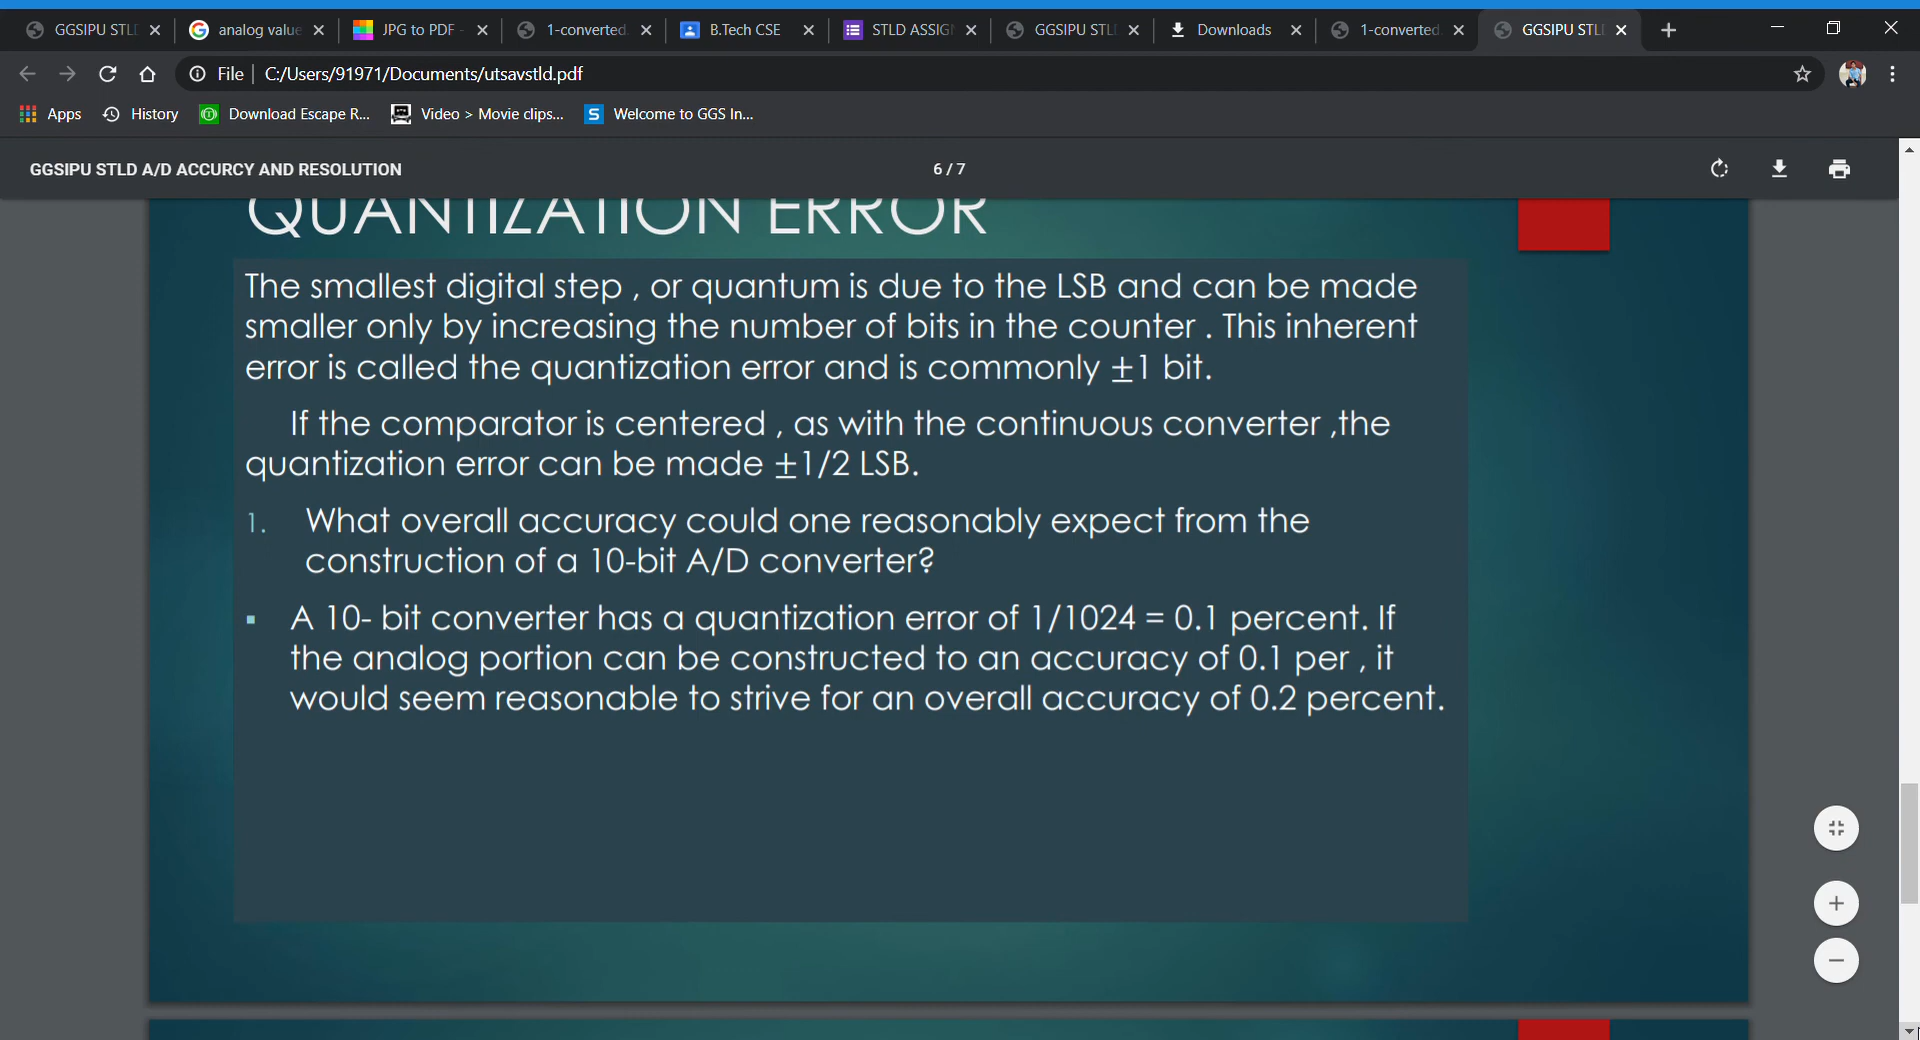 GGSIPU STL
analog value
JPG to PDF -
1-converted
B.Tech CSE
STLD ASSIG
GGSIPU STL
Downloads
1-converted
GGSIPU STL
File
C:/Users/91971/Documents/utsavstld.pdf
Apps
History
Download Escape R...
Video > Movie clips...
Welcome to GGS In...
GGSIPU STLD A/D ACCURCY AND RESOLUTION
6 / 7
QUANTIZATION ERROR
The smallest digital step , or quantum is due to the LSB and can be made
smaller only by increasing the number of bits in the counter . This inherent
error is called the quantization error and is commonly ±1 bit.
If the comparator is centered , as with the continuous converter ,the
quantization error can be made ±1/2 LSB.
1. What overall accuracy could one reasonably expect from the
construction of a 10-bit A/D converter?
▪ A 10- bit converter has a quantization error of 1/1024 = 0.1 percent. If
the analog portion can be constructed to an accuracy of 0.1 per , it
would seem reasonable to strive for an overall accuracy of 0.2 percent.